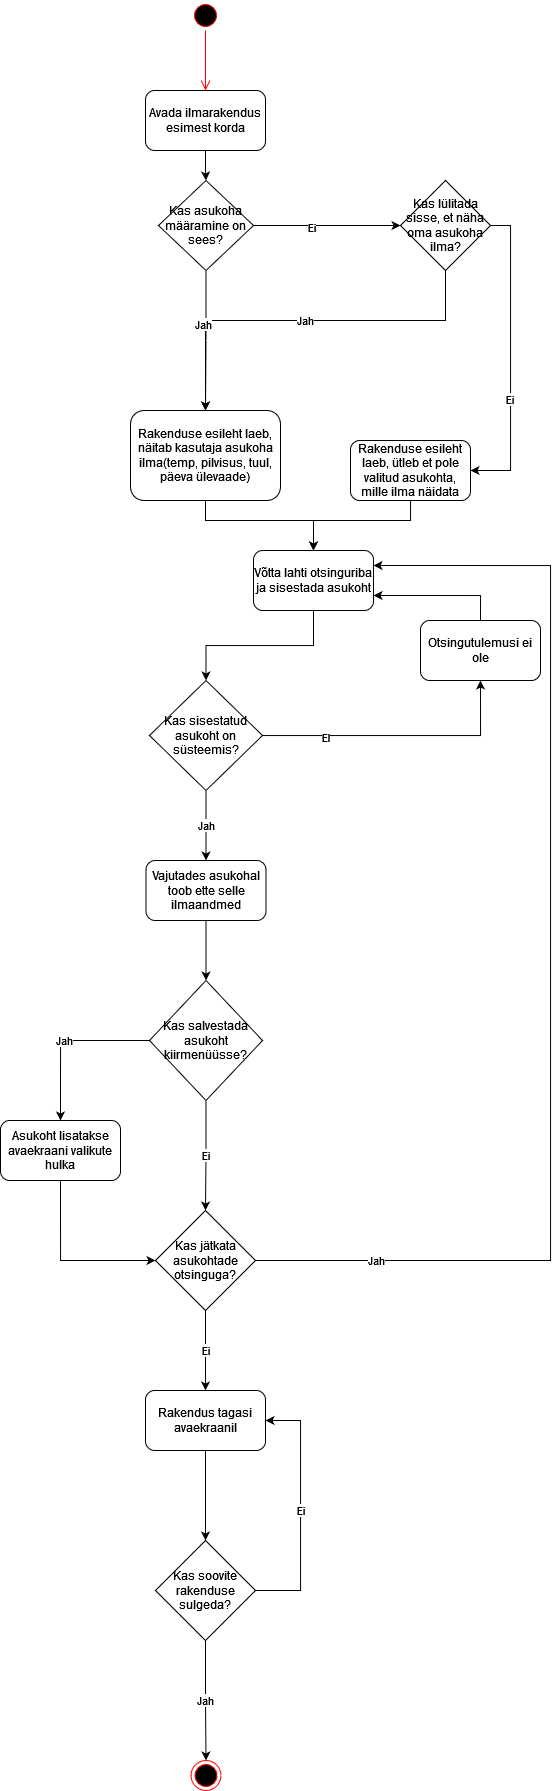 Avada ilmarakendus
esimest korda
Kas asukoha
määramine on
sees?
Ei
Kas lülitada
sisse, et näha
oma asukoha
ilma?
Jah
Jah
Ei
Rakenduse esileht laeb,
näitab kasutaja asukoha
ilma(temp, pilvisus, tuul,
päeva ülevaade)
Rakenduse esileht
laeb, ütleb et pole
valitud asukohta,
mille ilma näidata
Võtta lahti otsinguriba
ja sisestada asukoht
Otsingutulemusi ei
ole
Kas sisestatud
asukoht on
süsteemis?
Ei
Jah
Vajutades asukohal
toob ette selle
ilmaandmed
Kas salvestada
asukoht
kiirmenüüsse?
Jah
Asukoht lisatakse
avaekraani valikute
hulka
Ei
Kas jätkata
asukohtade
otsinguga?
Jah
Ei
Rakendus tagasi
avaekraanil
Ei
Kas soovite
rakenduse
sulgeda?
Jah